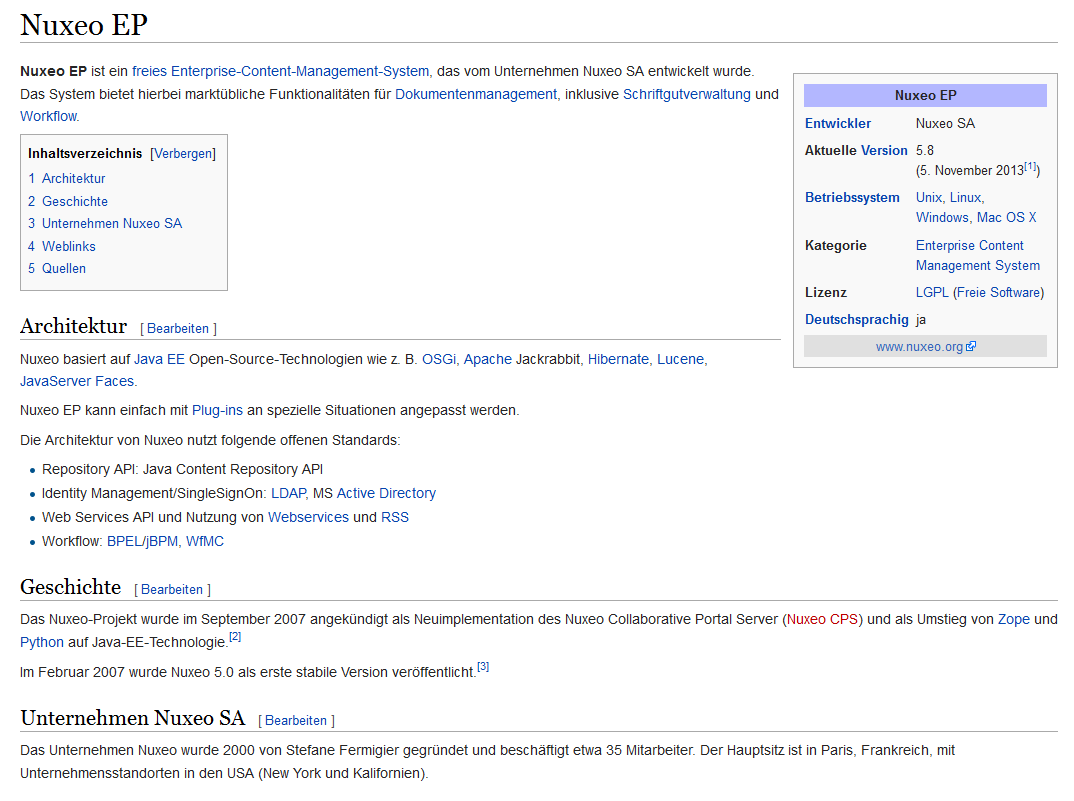 Nuxeo EP
Nuxeo EP ist ein freies Enterprise-Content-Management-System, das vom Unternehmen Nuxeo SA entwickelt wurde.
Das System bietet hierbei marktübliche Funktionalitäten für Dokumentenmanagement, inklusive Schriftgutverwaltung und
Workflow.
Inhaltsverzeichnis [Verbergen]
1 Architektur
2 Geschichte
3 Unternehmen Nuxeo SA
4 Weblinks
5 Quellen
Nuxeo EP
Entwickler Nuxeo SA
Aktuelle Version 5.8
(5. November 2013[1])
Betriebssystem Unix, Linux,
Windows, Mac OS X
Kategorie Enterprise Content
Management System
Lizenz LGPL (Freie Software)
Deutschsprachig ja
www.nuxeo.org
Architektur [ Bearbeiten ]
Nuxeo basiert auf Java EE Open-Source-Technologien wie z. B. OSGi, Apache Jackrabbit, Hibernate, Lucene,
JavaServer Faces.
Nuxeo EP kann einfach mit Plug-ins an spezielle Situationen angepasst werden.
Die Architektur von Nuxeo nutzt folgende offenen Standards:
• Repository API: Java Content Repository API
• Identity Management/SingleSignOn: LDAP, MS Active Directory
• Web Services API und Nutzung von Webservices und RSS
• Workflow: BPEL/jBPM, WfMC
Geschichte [ Bearbeiten ]
Das Nuxeo-Projekt wurde im September 2007 angekündigt als Neuimplementation des Nuxeo Collaborative Portal Server (Nuxeo CPS) und als Umstieg von Zope und
Python auf Java-EE-Technologie.[2]
Im Februar 2007 wurde Nuxeo 5.0 als erste stabile Version veröffentlicht.[3]
Unternehmen Nuxeo SA [ Bearbeiten ]
Das Unternehmen Nuxeo wurde 2000 von Stefane Fermigier gegründet und beschäftigt etwa 35 Mitarbeiter. Der Hauptsitz ist in Paris, Frankreich, mit
Unternehmensstandorten in den USA (New York und Kalifornien).